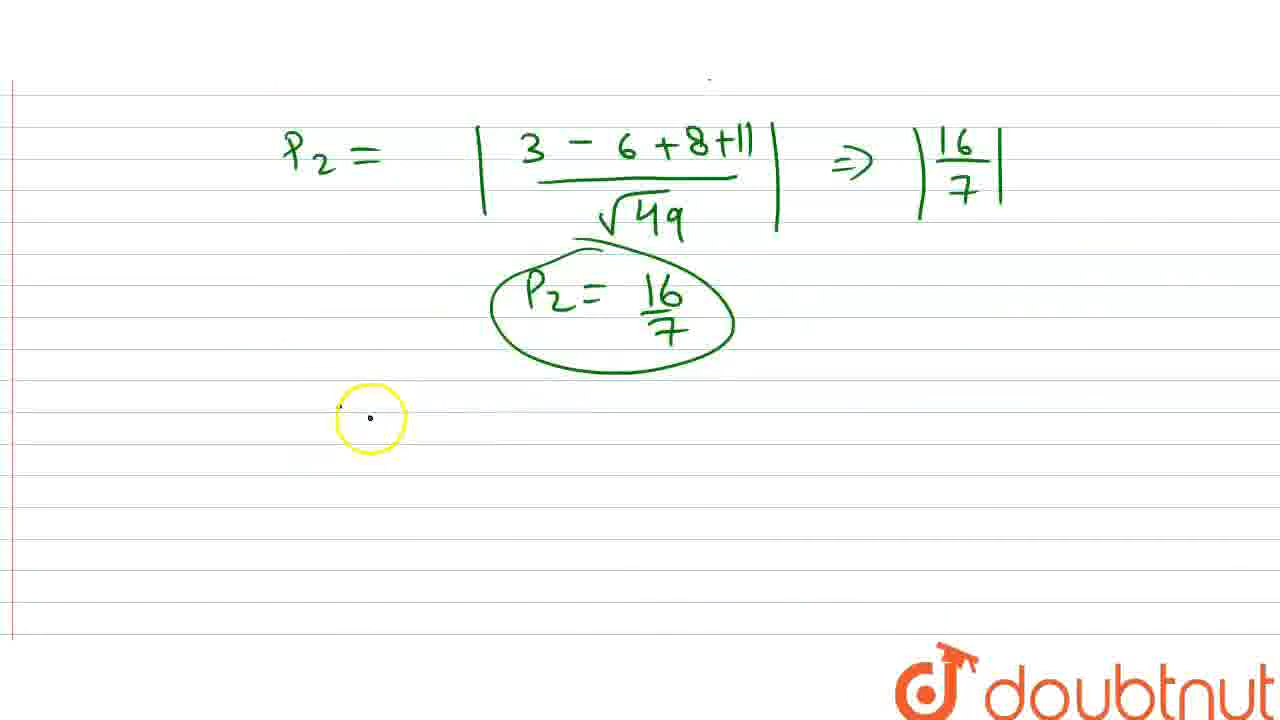 P₂ = | 3 - 6 + 8 + 11 / √49 | ⇒ | 16 / 7 |
P₂ = 16 / 7
doubtnut